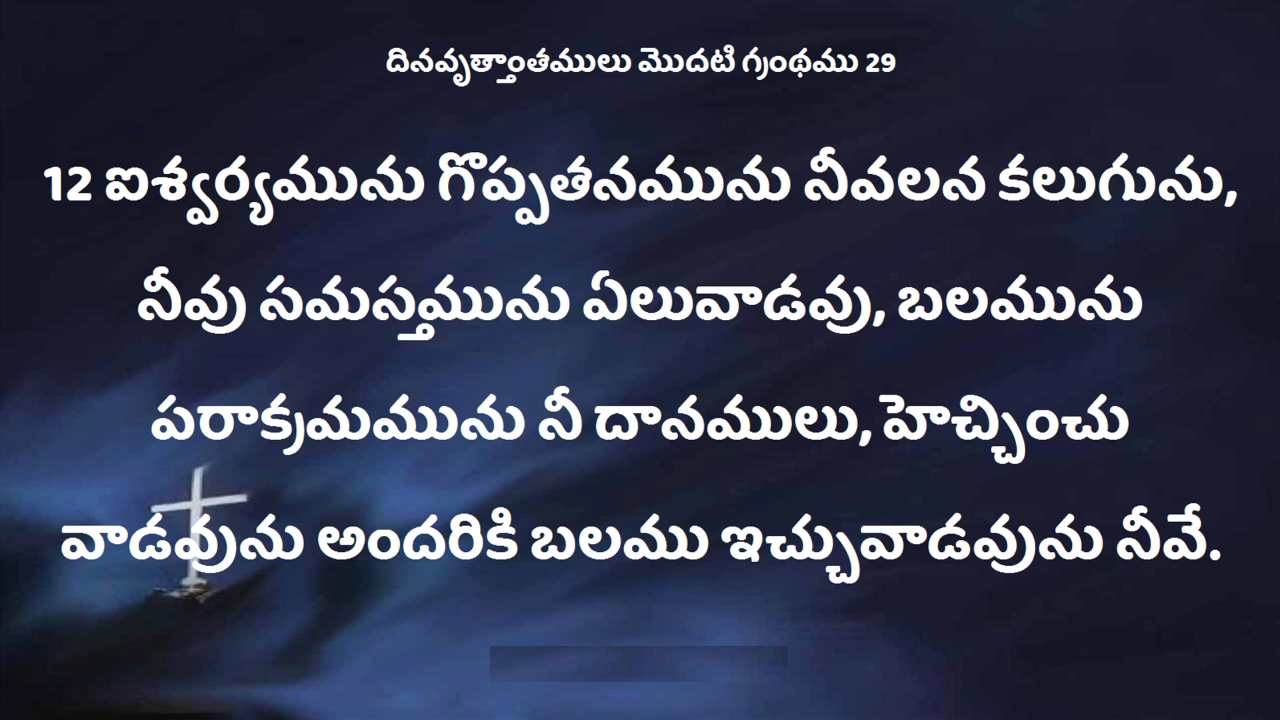 దినవృత్తాంతములు మొదటి గ్రంథము 29
12 ఐశ్వర్యమును గొప్పతనమును నీవలన కలుగును,
నీవు సమస్తమును ఏలువాడవు, బలమును
పరాక్రమమును నీ దానములు, హెచ్చించు
వాడవును అందరికి బలము ఇచ్చువాడవును నీవే.